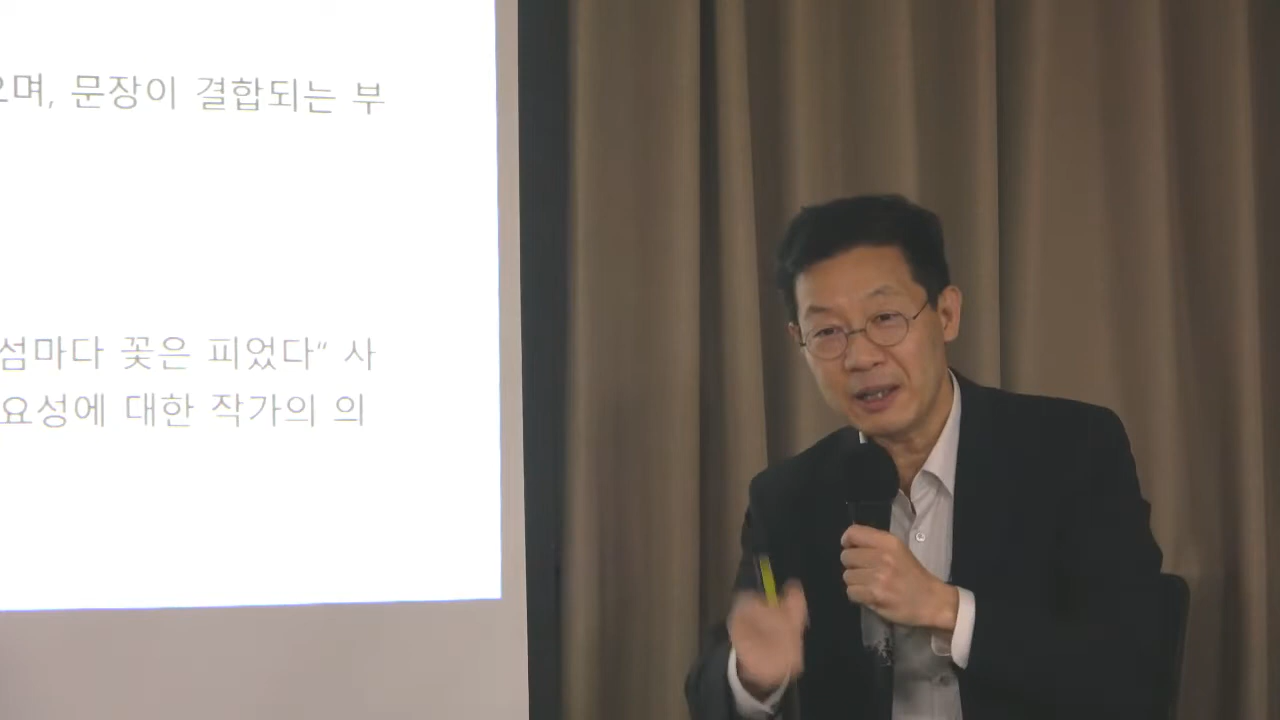 으며, 문장이 결합되는 부
섬마다 꽃은 피었다” 사
요성에 대한 작가의 의